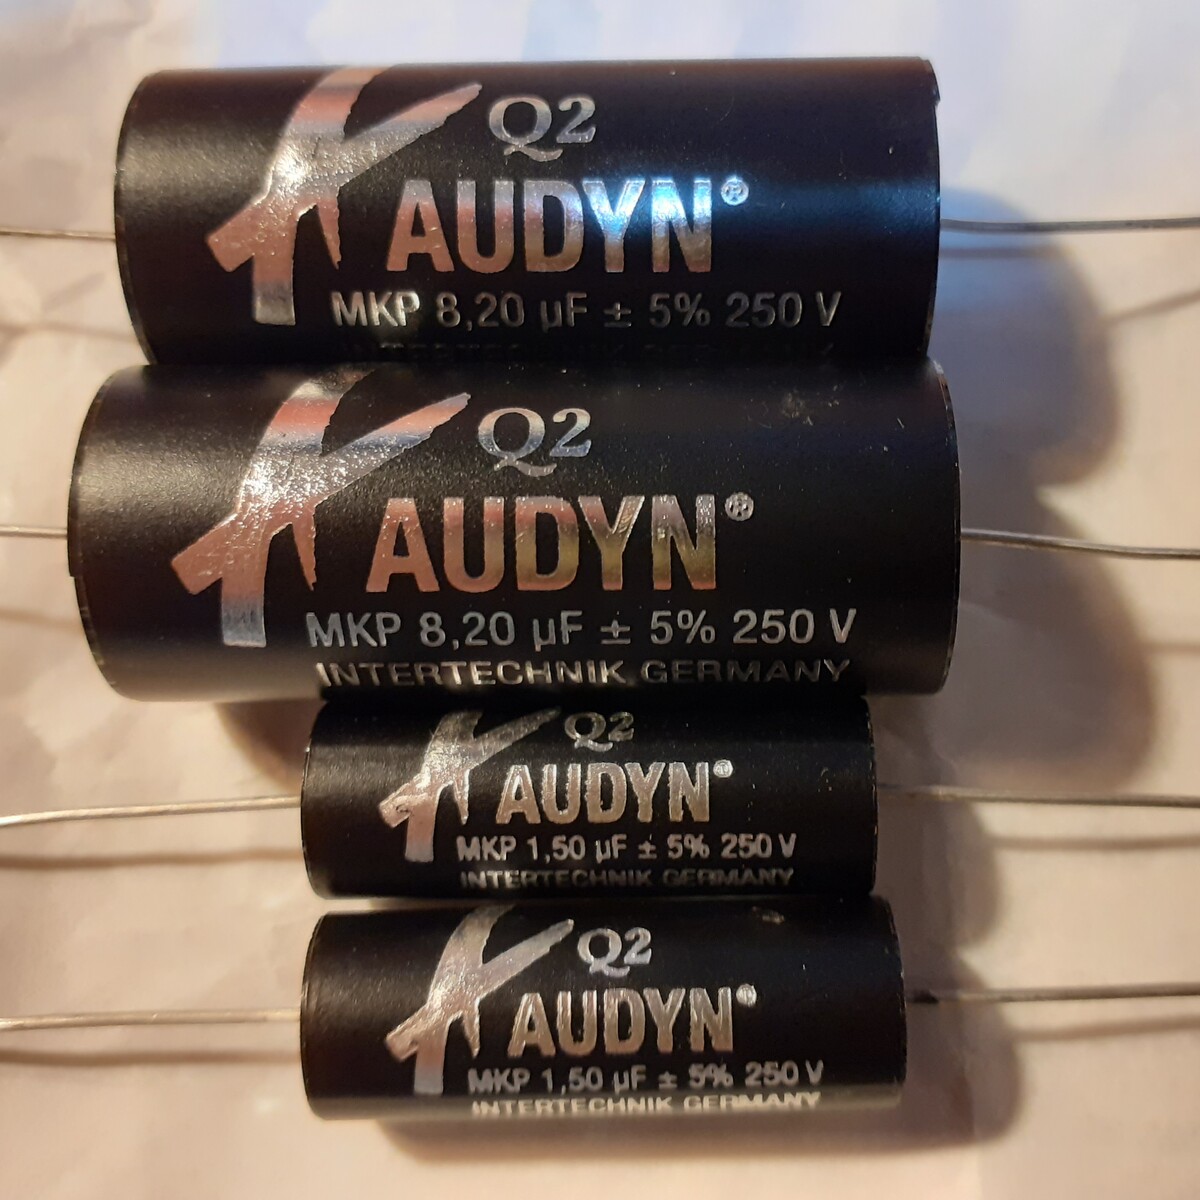 Q2
AUDYN®
MKP 8,20 µF ± 5% 250 V
INTERTECHNIK GERMANY
Q2
AUDYN®
MKP 8,20 µF ± 5% 250 V
INTERTECHNIK GERMANY
Q2
AUDYN®
MKP 1,50 µF ± 5% 250 V
INTERTECHNIK GERMANY
Q2
AUDYN®
MKP 1,50 µF ± 5% 250 V
INTERTECHNIK GERMANY